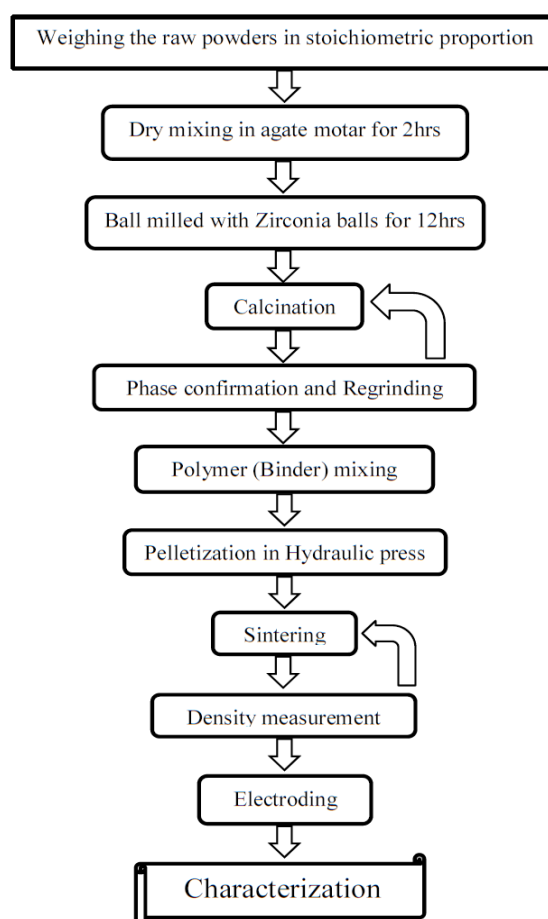 Weighing the raw powders in stoichiometric proportion
Dry mixing in agate motar for 2hrs
Ball milled with Zirconia balls for 12hrs
Calcination
Phase confirmation and Regrinding
Polymer (Binder) mixing
Pelletization in Hydraulic press
Sintering
Density measurement
Electroding
Characterization